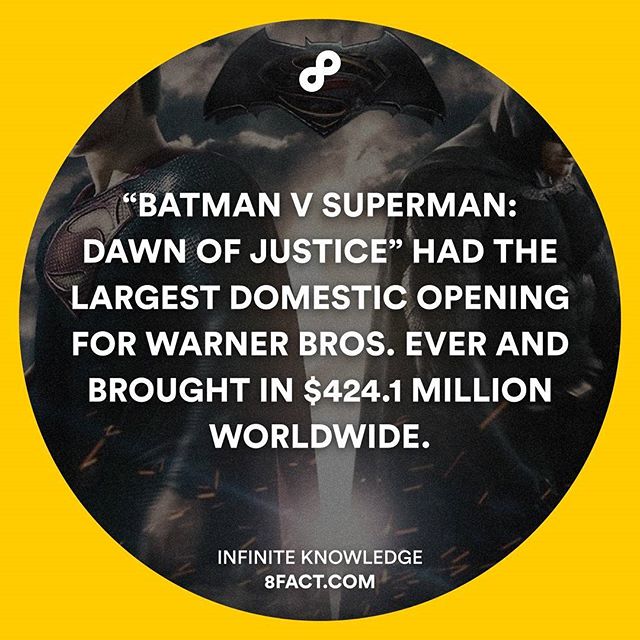 “BATMAN V SUPERMAN:
DAWN OF JUSTICE” HAD THE
LARGEST DOMESTIC OPENING
FOR WARNER BROS. EVER AND
BROUGHT IN $424.1 MILLION
WORLDWIDE.
INFINITE KNOWLEDGE
8FACT.COM